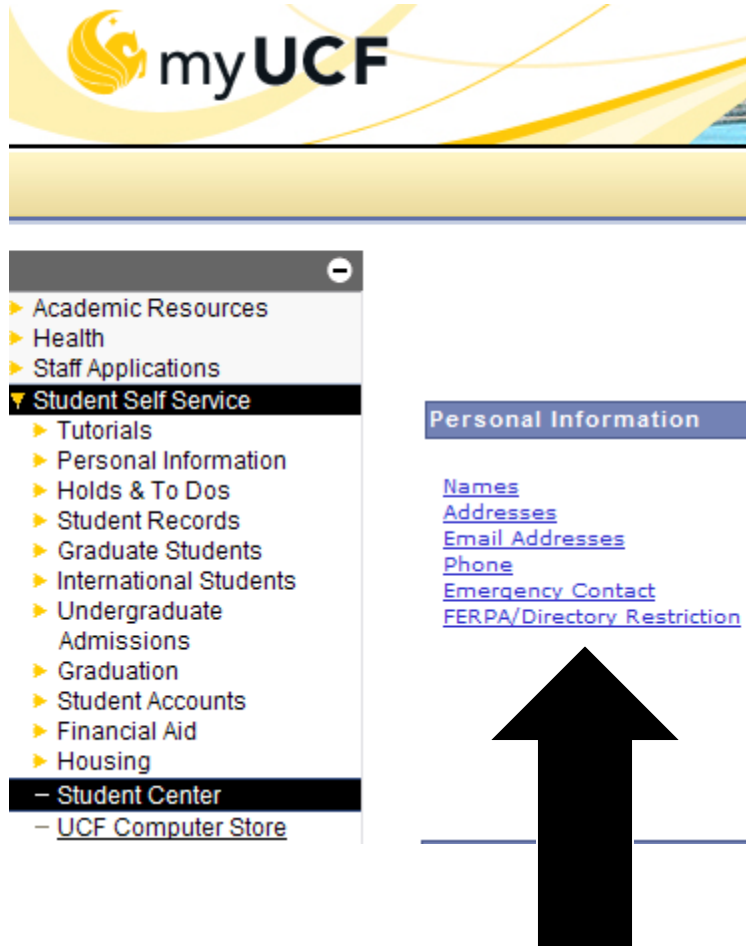 myUCF
Academic Resources
Health
Staff Applications
Student Self Service
Tutorials
Personal Information
Holds & To Dos
Student Records
Graduate Students
International Students
Undergraduate
Admissions
Graduation
Student Accounts
Financial Aid
Housing
– Student Center
– UCF Computer Store
Personal Information
Names
Addresses
Email Addresses
Phone
Emergency Contact
FERPA/Directory Restriction